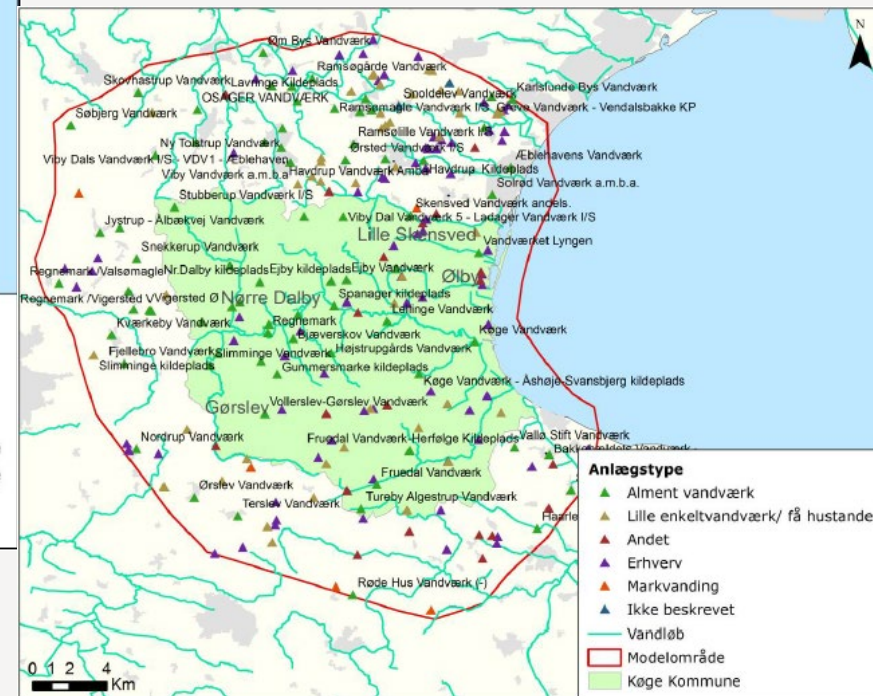 N
Øm Bys Vandværk
Ramsøgårde Vandværk
Skovhastrup Vandværk
Lavringe Kildeplads
Snoldelev Vandværk
Karlslunde Bys Vandværk
OSAGER VANDVÆRK
Ramsømagle Vandværk I/S
Greve Vandværk - Vendalsbakke KP
Søbjerg Vandværk
Ramsølille Vandværk I/S
Ny Tolstrup Vandværk
Ørsted Vandværk I/S
Viby Dals Vandværk I/S - VDV1 - Æblehaven
Æblehavens Vandværk
Viby Vandværk a.m.b.a
Havdrup Vandværk Amba
Havdrup Kildeplads
Solrød Vandværk a.m.b.a.
Stubberup Vandværk I/S
Skensved Vandværk andels.
Jystrup - Albækvej Vandværk
Viby Dal Vandværk 5 - Ladager Vandværk I/S
Lille Skensved
Vandværket Lyngen
Snekkerup Vandværk
Regnemark /Valsømagle
Nr.Dalby kildeplads
Ejby kildeplads
Ejby Vandværk
Ølby
Regnemark /Vigersted V
Vigersted Ø
Nørre Dalby
Spanager kildeplads
Lellinge Vandværk
Kværkeby Vandværk
Regnemark
Køge Vandværk
Bjæverskov Vandværk
Fjellebro Vandværk
Slimminge Vandværk
Højstrupgårds Vandværk
Slimminge kildeplads
Gummersmarke kildeplads
Køge Vandværk - Åshøje-Svansbjerg kildeplads
Gørslev
Vollerslev-Gørslev Vandværk
Nordrup Vandværk
Fruedal Vandværk-Herfølge Kildeplads
Vallø Stift Vandværk
Fruedal Vandværk
Ørslev Vandværk
Terslev Vandværk
Tureby Algestrup Vandværk
Haarle
Røde Hus Vandværk (-)
0 1 2 4
Km
Anlægstype
Alment vandværk
Lille enkeltvandværk/ få hustande
Andet
Erhverv
Markvanding
Ikke beskrevet
Vandløb
Modelområde
Køge Kommune